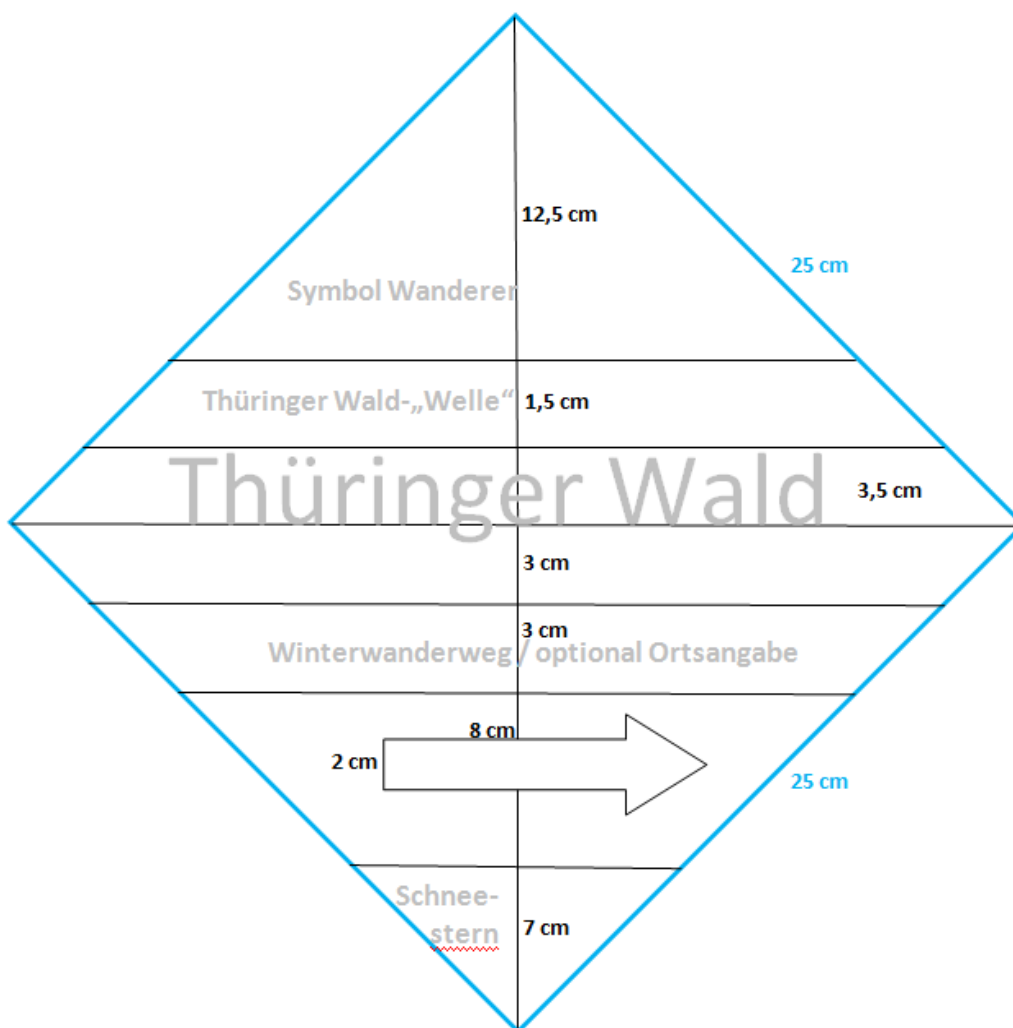 12,5 cm
25 cm
Symbol Wanderer
Thüringer Wald-„Welle“
1,5 cm
Thüringer Wald
3,5 cm
3 cm
3 cm
Winterwanderweg / optional Ortsangabe
8 cm
2 cm
25 cm
Schnee-
stern
7 cm